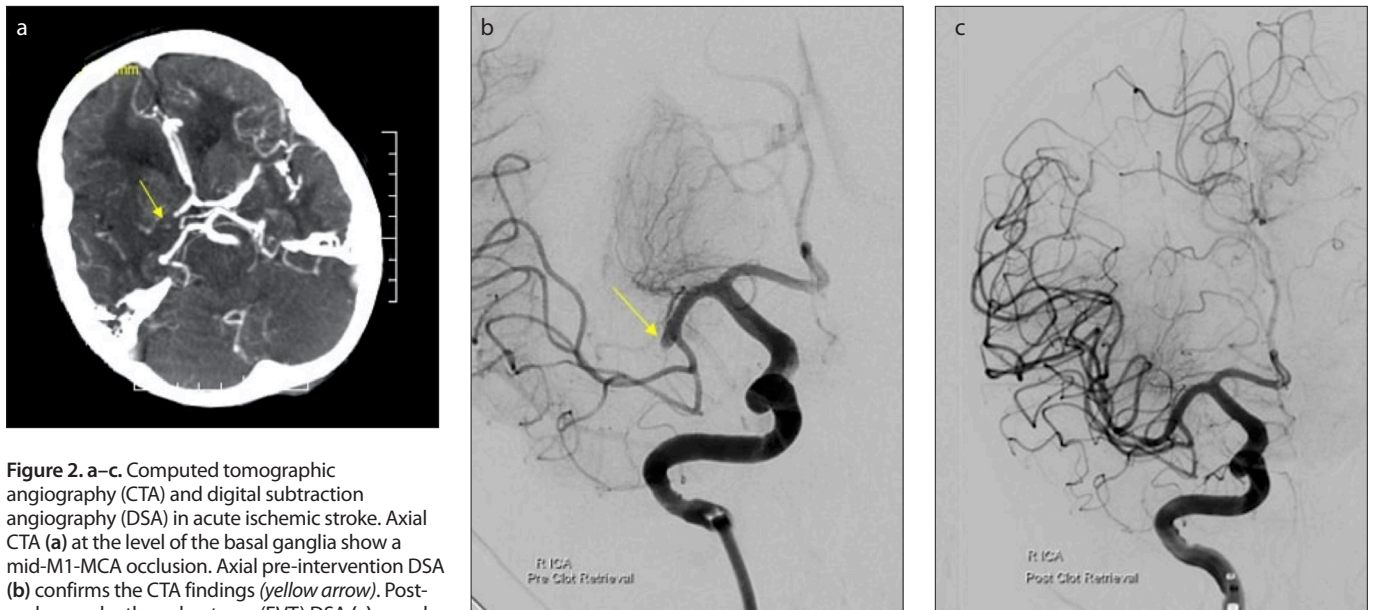 a
b
c
mm
Figure 2. a–c. Computed tomographic
angiography (CTA) and digital subtraction
angiography (DSA) in acute ischemic stroke. Axial
CTA (a) at the level of the basal ganglia show a
mid-M1-MCA occlusion. Axial pre-intervention DSA
(b) confirms the CTA findings (yellow arrow). Post-
R ICA
Pre Clot Retrieval
R ICA
Post Clot Retrieval